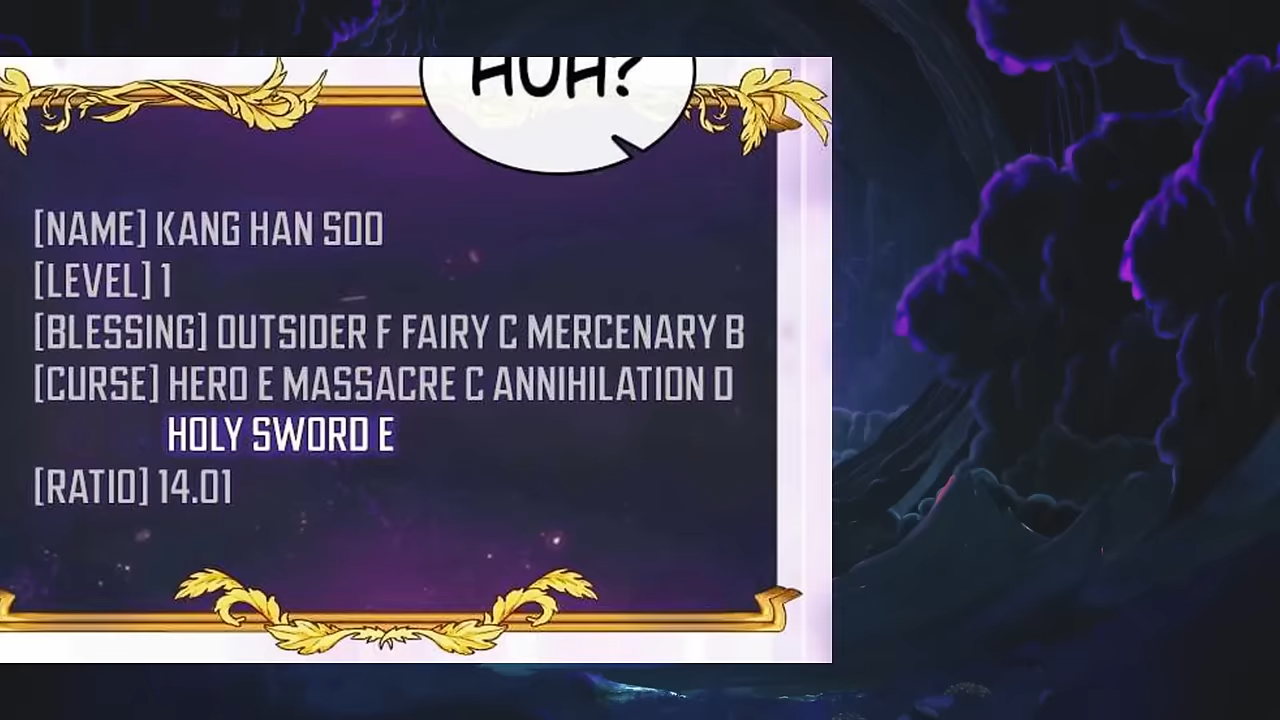 HUH?
[NAME] KANG HAN SOO
[LEVEL] 1
[BLESSING] OUTSIDER F FAIRY C MERCENARY B
[CURSE] HERO E MASSACRE C ANNIHILATION D
HOLY SWORD E
[RATIO] 14.01